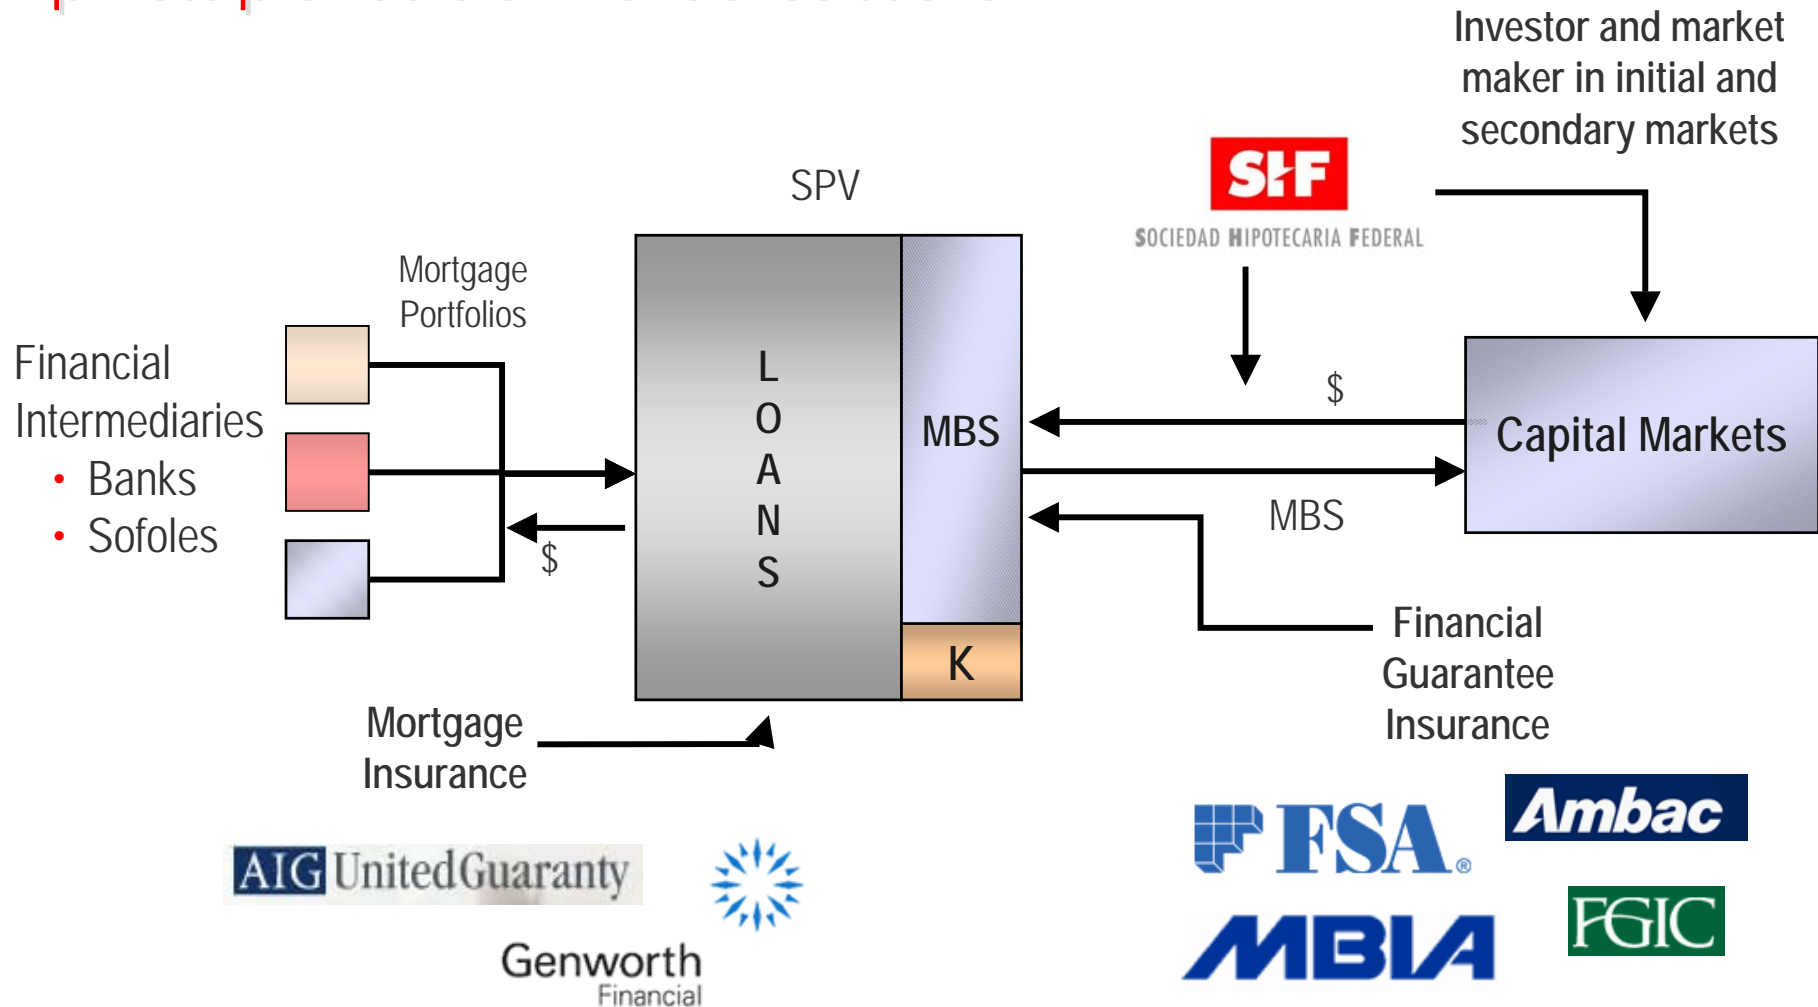 Investor and market
maker in initial and
secondary markets
SHF
SOCIEDAD HIPOTECARIA FEDERAL
SPV
Mortgage
Portfolios
Financial
Intermediaries
• Banks
• Sofoles
$
L
O
A
N
S
MBS
K
$
MBS
Capital Markets
Mortgage
Insurance
Financial
Guarantee
Insurance
AIG United Guaranty
Genworth
Financial
FSA®
Ambac
MBIA
FGIC